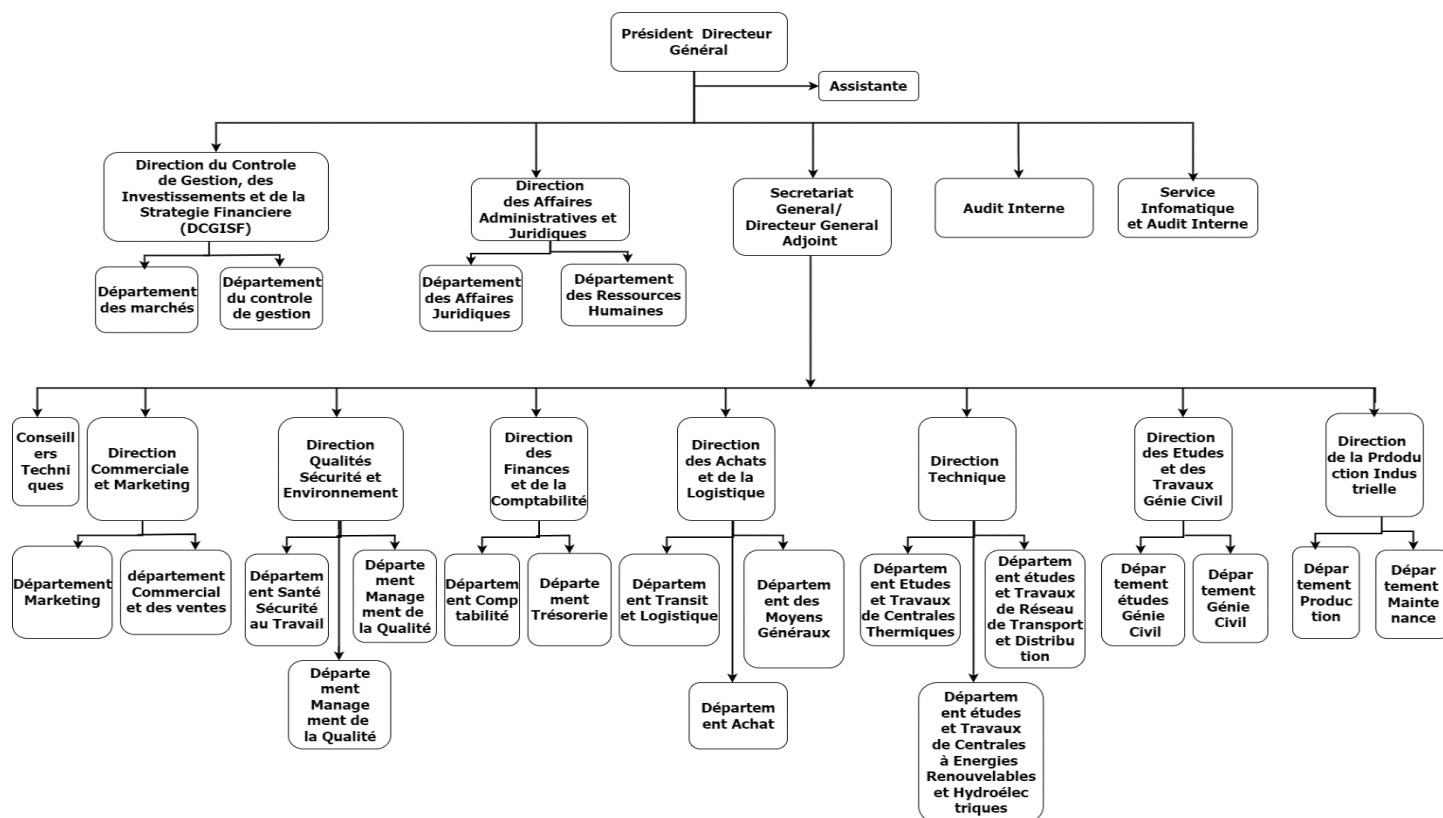 Président Directeur
Général
Assistante
Direction du Controle
de Gestion, des
Investissements et de la
Strategie Financiere
(DCGISF)
Direction
des Affaires
Administratives et
Juridiques
Secretariat
General/
Directeur General
Adjoint
Audit Interne
Service
Infomatique
et Audit Interne
Département
des marchés
Département
du controle
de gestion
Département
des Affaires
Juridiques
Département
des Ressources
Humaines
Conseill
ers
Techni
ques
Direction
Commerciale
et Marketing
Direction
Qualités
Sécurité et
Environnement
Direction
des
Finances
et de la
Comptabilité
Direction
des Achats
et de la
Logistique
Direction
Technique
Direction
des Etudes
et des
Travaux
Génie Civil
Direction
de la Prdodu
ction Indus
trielle
Département
Marketing
département
Commercial
et des ventes
Départem
ent Santé
Sécurité
au Travail
Départe
ment
Manage
ment de
la Qualité
Départem
ent Comp
tabilité
Départe
ment
Trésorerie
Départem
ent Transit
et Logistique
Départem
ent des
Moyens
Généraux
Départem
ent Etudes
et Travaux
de Centrales
Thermiques
Départem
ent études
et Travaux
de Réseau
de Transport
et Distribu
tion
Dépar
tement
études
Génie
Civil
Dépar
tement
Génie
Civil
Dépar
tement
Produc
tion
Dépar
tement
Mainte
nance
Départe
ment
Manage
ment de
la Qualité
Départem
ent Achat
Départem
ent études
et Travaux
de Centrales
à Energies
Renouvelables
et Hydroélec
triques